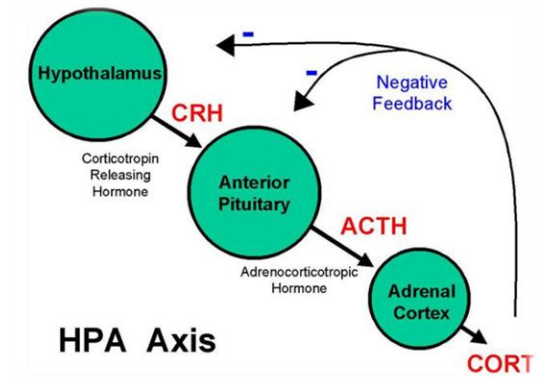 Hypothalamus
-
-
Negative
Feedback
CRH
Corticotropin
Releasing
Hormone
Anterior
Pituitary
ACTH
Adrenocorticotropic
Hormone
Adrenal
Cortex
HPA Axis
CORT